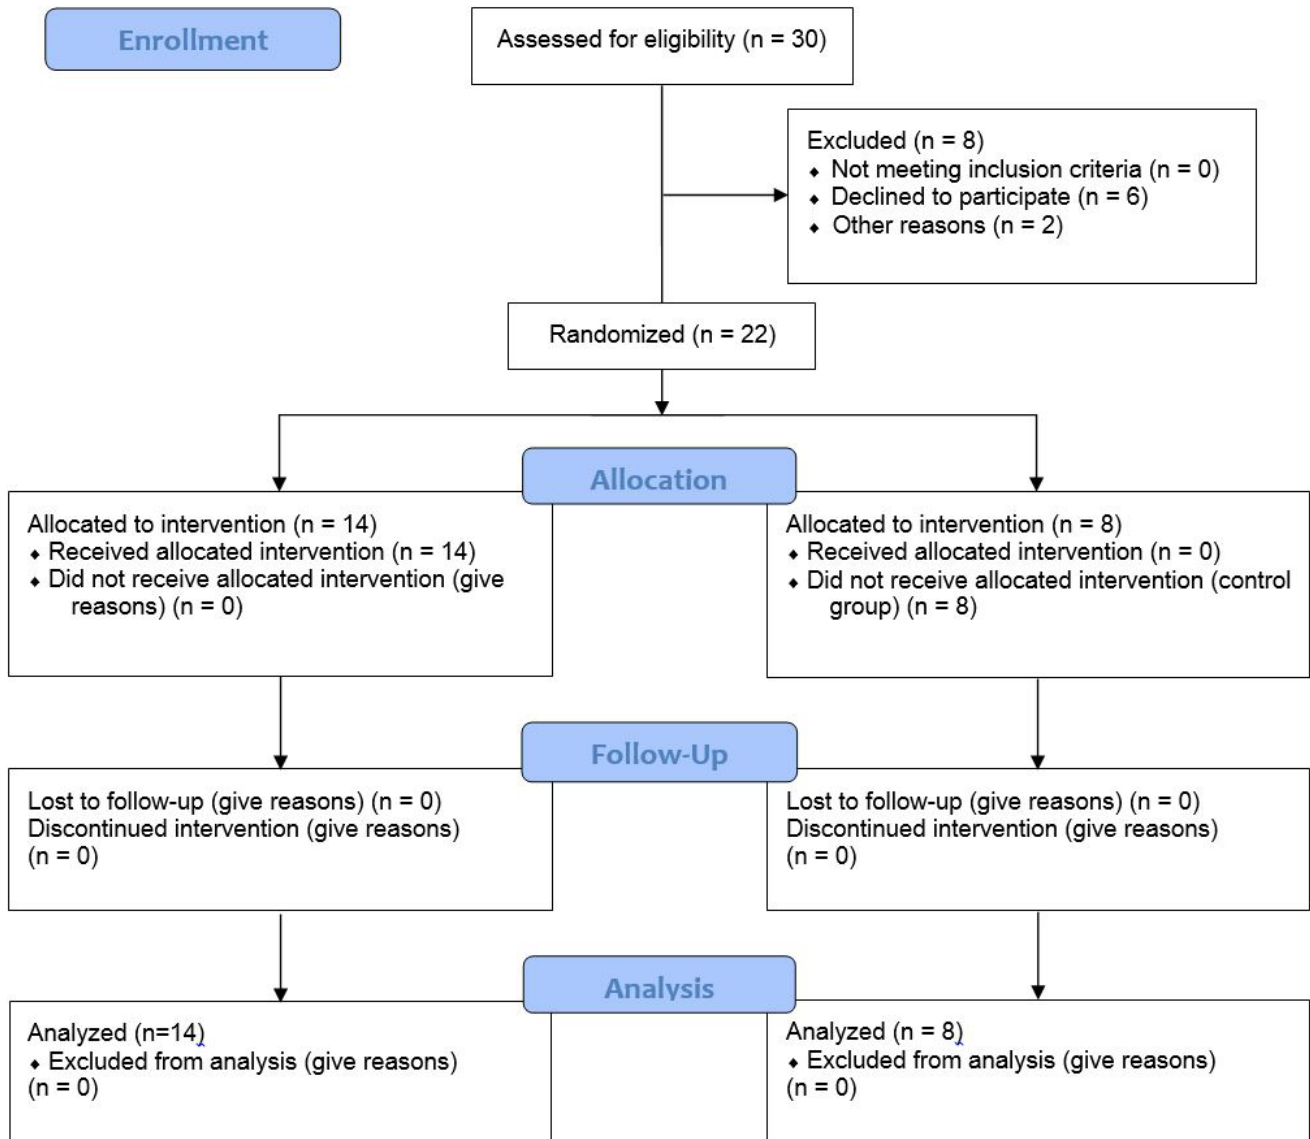 Enrollment
Assessed for eligibility (n = 30)
Excluded (n = 8)
⬥ Not meeting inclusion criteria (n = 0)
⬥ Declined to participate (n = 6)
⬥ Other reasons (n = 2)
Randomized (n = 22)
Allocation
Allocated to intervention (n = 14)
⬥ Received allocated intervention (n = 14)
⬥ Did not receive allocated intervention (give
reasons) (n = 0)
Allocated to intervention (n = 8)
⬥ Received allocated intervention (n = 0)
⬥ Did not receive allocated intervention (control
group) (n = 8)
Follow-Up
Lost to follow-up (give reasons) (n = 0)
Discontinued intervention (give reasons)
(n = 0)
Lost to follow-up (give reasons) (n = 0)
Discontinued intervention (give reasons)
(n = 0)
Analysis
Analyzed (n=14)
⬥ Excluded from analysis (give reasons)
(n = 0)
Analyzed (n = 8)
⬥ Excluded from analysis (give reasons)
(n = 0)